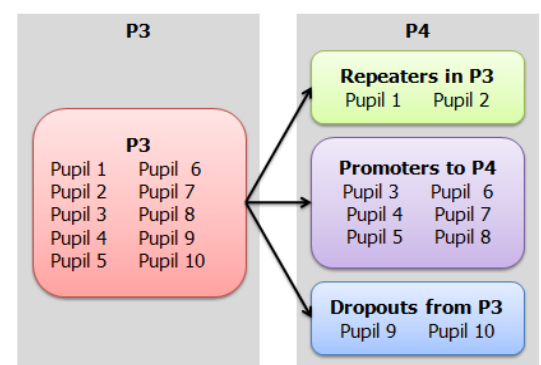 P3
P3
Pupil 1 Pupil 6
Pupil 2 Pupil 7
Pupil 3 Pupil 8
Pupil 4 Pupil 9
Pupil 5 Pupil 10
P4
Repeaters in P3
Pupil 1 Pupil 2
Promoters to P4
Pupil 3 Pupil 6
Pupil 4 Pupil 7
Pupil 5 Pupil 8
Dropouts from P3
Pupil 9 Pupil 10